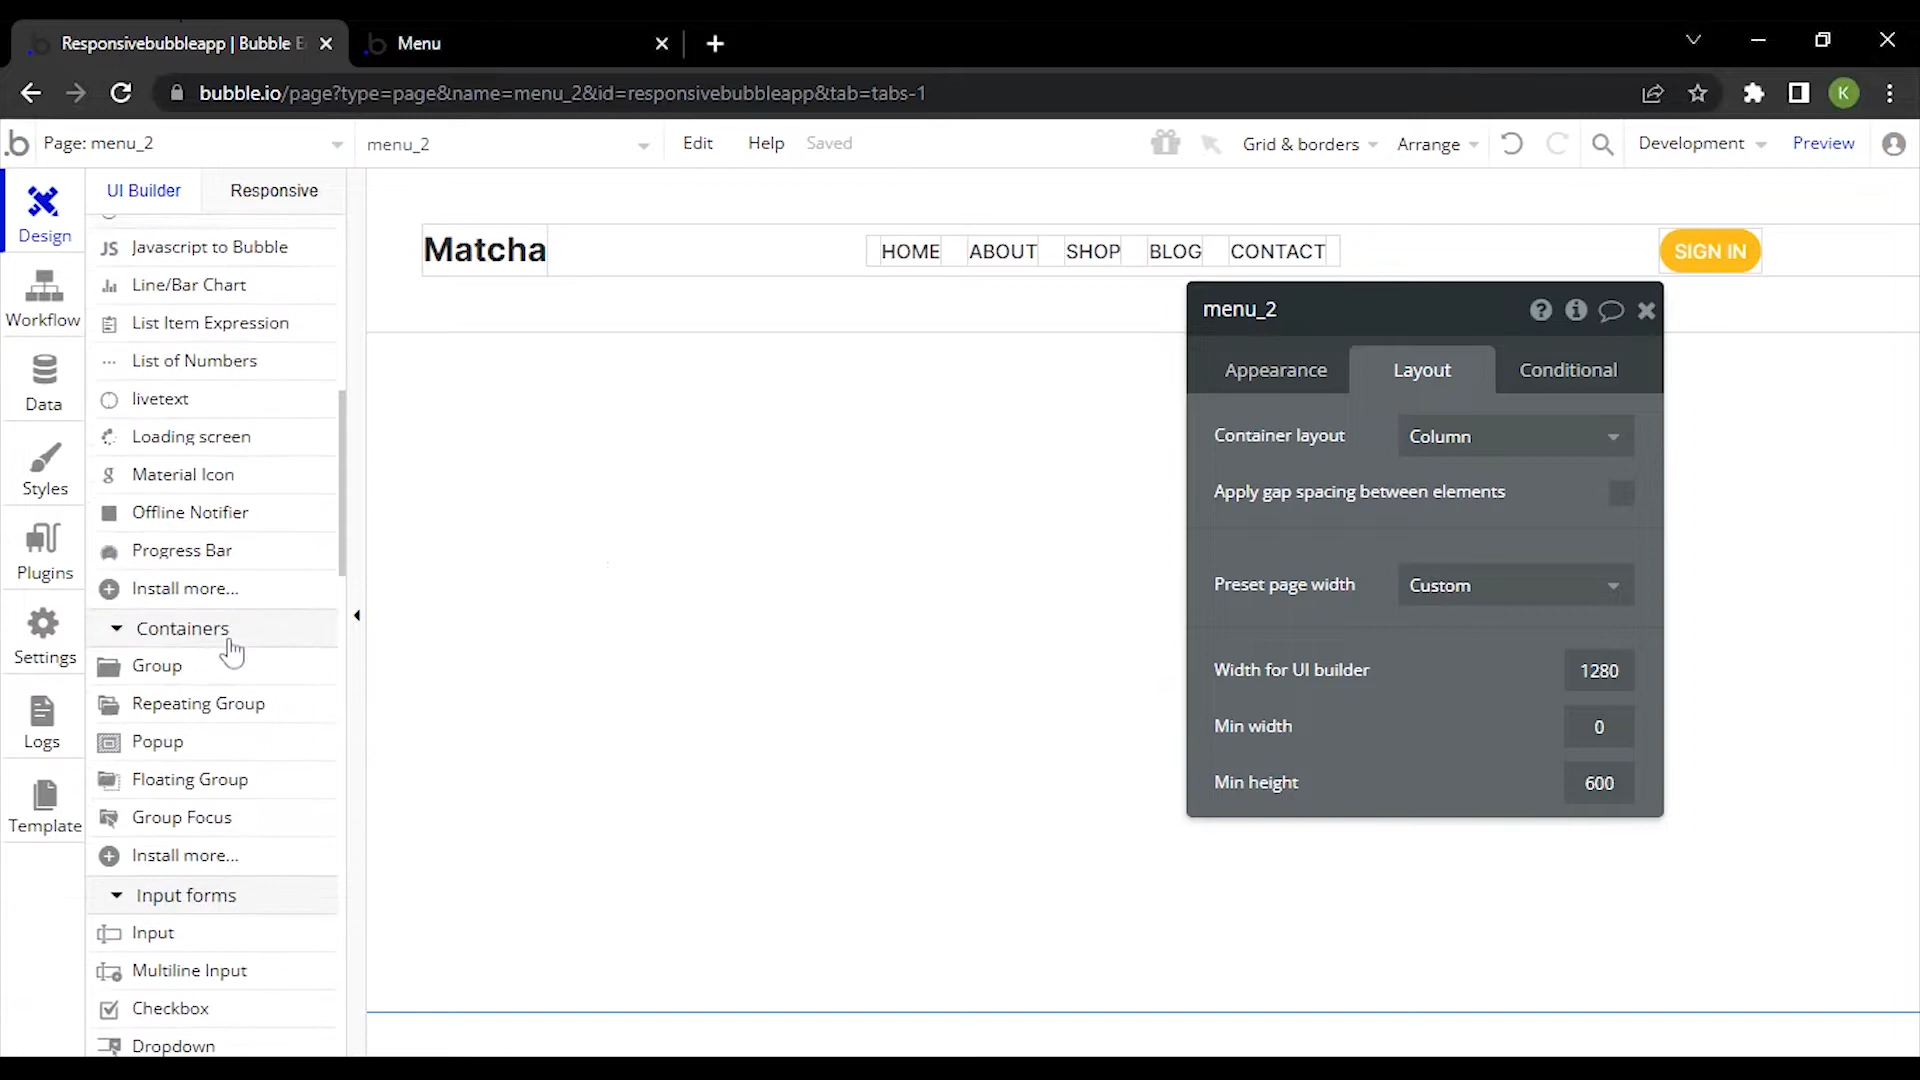 Responsivebubbleapp | Bubble E
Menu
bubble.io/page?type=page&name=menu_2&id=responsivebubbleapp&tab=tabs-1
K
Page: menu_2
menu_2
Edit
Help
Saved
Grid & borders
Arrange
Development
Preview
Design
Workflow
Data
Styles
Plugins
Settings
Logs
Template
UI Builder
Responsive
JS Javascript to Bubble
Line/Bar Chart
List Item Expression
List of Numbers
livetext
Loading screen
g Material Icon
Offline Notifier
Progress Bar
Install more...
Containers
Group
Repeating Group
Popup
Floating Group
Group Focus
Install more...
Input forms
Input
Multiline Input
Checkbox
Dropdown
Matcha
HOME
ABOUT
SHOP
BLOG
CONTACT
SIGN IN
menu_2
Appearance
Layout
Conditional
Container layout
Column
Apply gap spacing between elements
Preset page width
Custom
Width for UI builder
1280
Min width
0
Min height
600